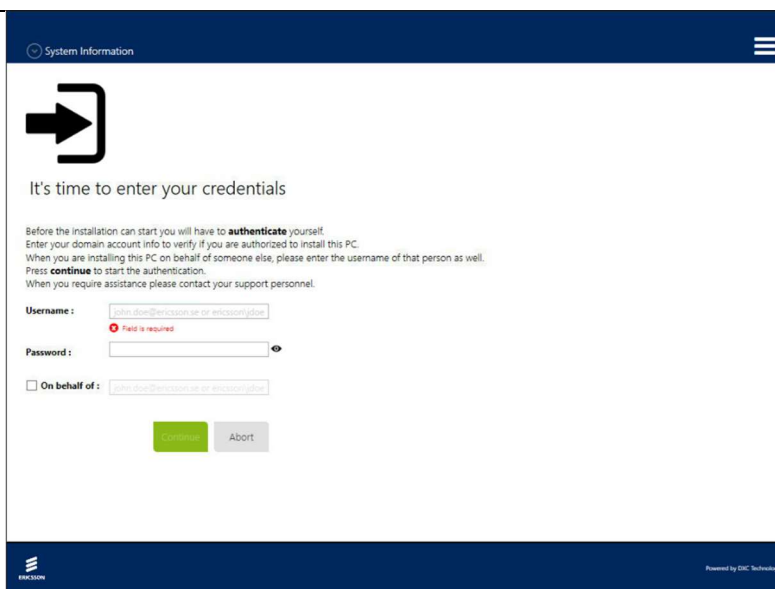 System Information
It's time to enter your credentials
Before the installation can start you will have to authenticate yourself.
Enter your domain account info to verify if you are authorized to install this PC.
When you are installing this PC on behalf of someone else, please enter the username of that person as well.
Press continue to start the authentication.
When you require assistance please contact your support personnel.
Username : john.doe@ericsson.se or ericsson\jdoe
Field is required
Password :
On behalf of : john.doe@ericsson.se or ericsson\jdoe
Continue Abort
ERICSSON
Powered by DXC Technolo